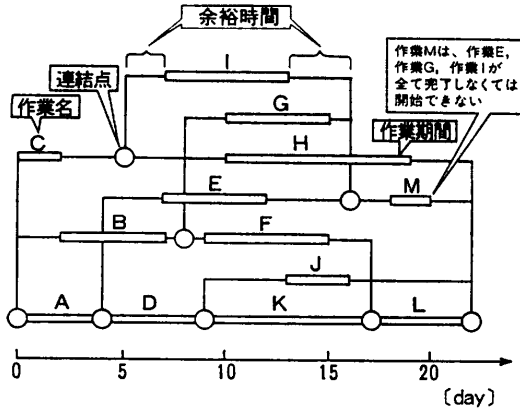 余裕時間
連結点
作業名
作業Mは、作業E,
作業G, 作業Iが
全て完了しなくては
開始できない
I
G
作業期間
C
H
E
M
B
F
J
A
D
K
L
0
5
10
15
20
〔day〕